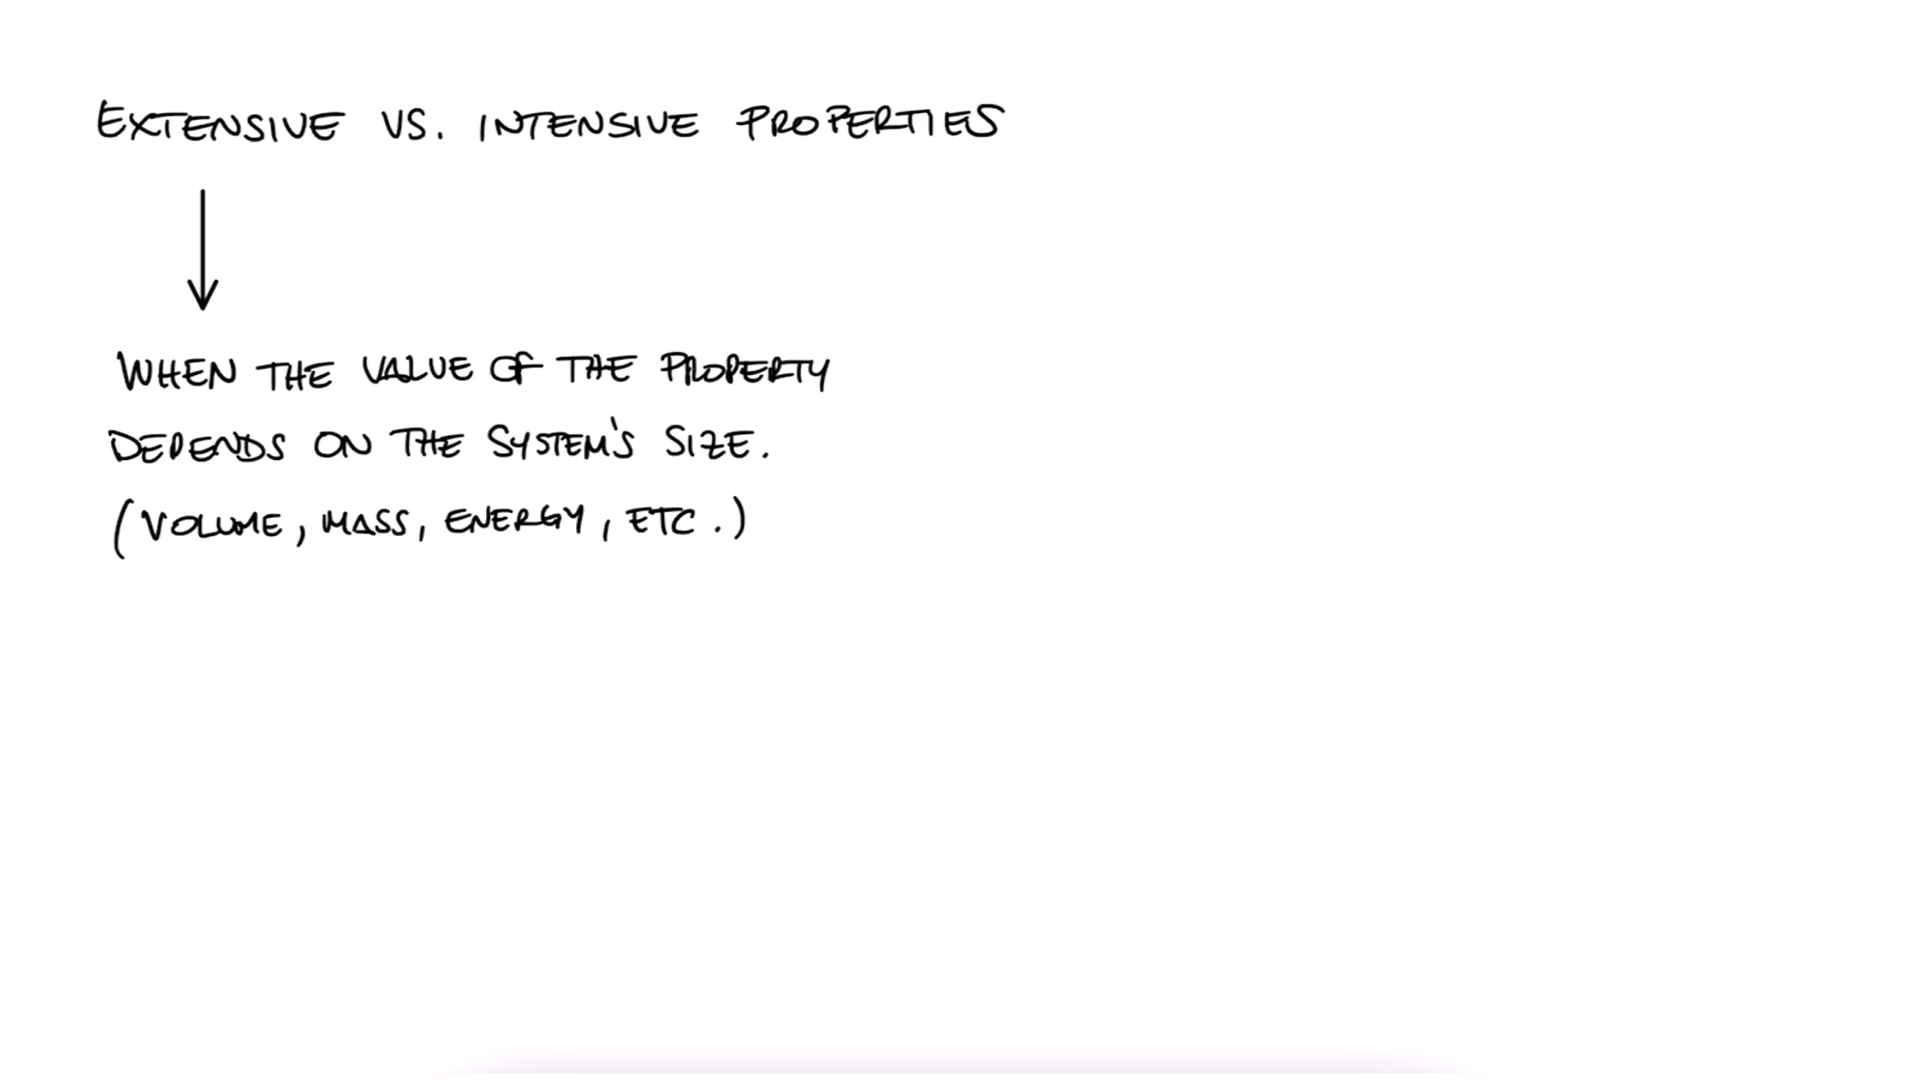 EXTENSIVE VS. INTENSIVE PROPERTIES
WHEN THE VALUE OF THE PROPERTY
DEPENDS ON THE SYSTEM'S SIZE.
(VOLUME, MASS, ENERGY, ETC.)